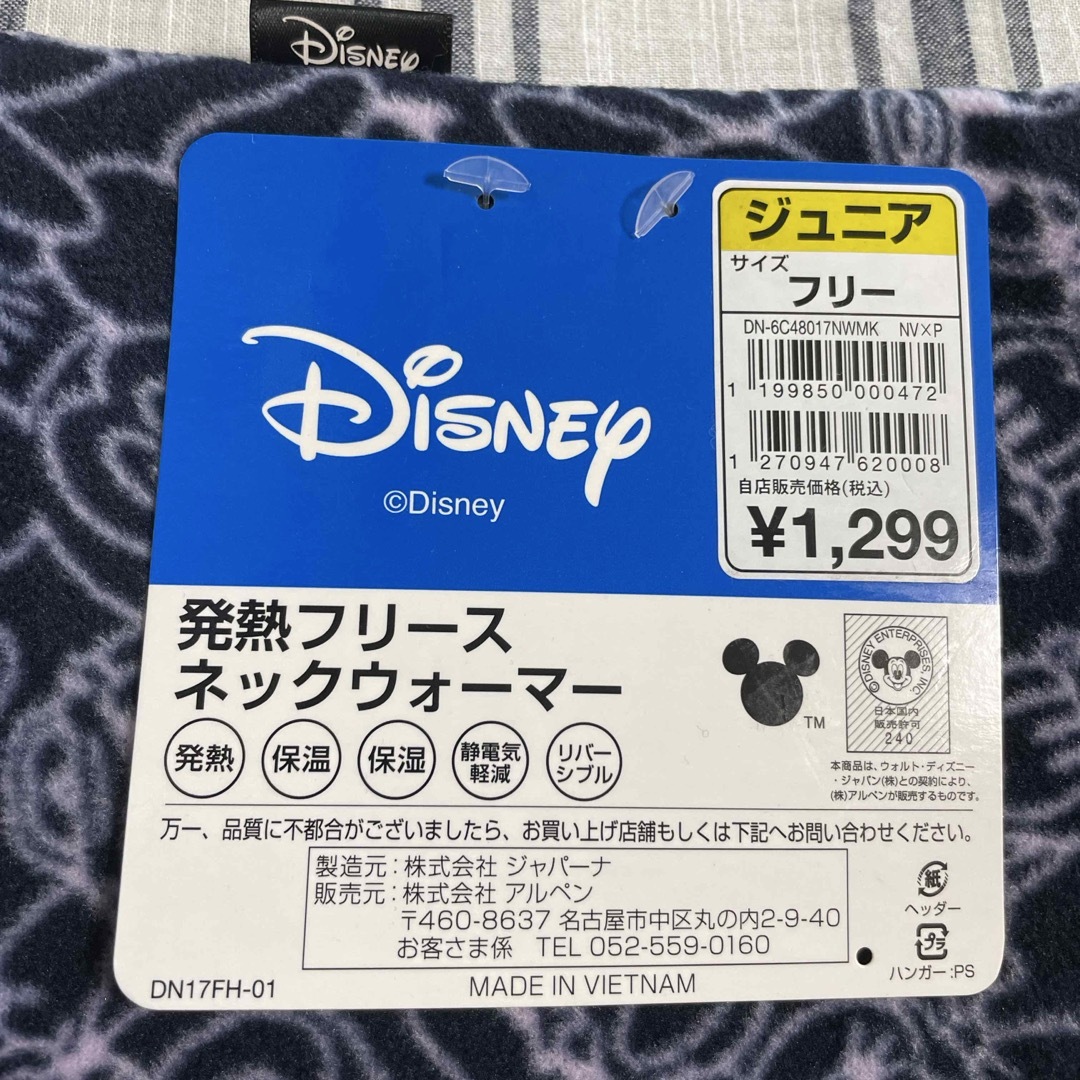 Disney
Disney
©Disney
ジュニア
サイズ
フリー
DN-6C48017NWMK NV×P
1 199850 000472
1 270947 620008
自店販売価格(税込)
¥1,299
発熱フリース
ネックウォーマー
発熱
保温
保湿
静電気
軽減
リバー
シブル
TM
©DISNEY ENTERPRISES, INC.
日本国内
販売許可
240
本商品は、ウォルト・ディズニー
・ジャパン(株)との契約により、
(株)アルペンが販売するものです。
万一、品質に不都合がございましたら、お買い上げ店舗もしくは下記へお問い合わせください。
製造元:株式会社 ジャパーナ
販売元:株式会社 アルペン
〒460-8637 名古屋市中区丸の内2-9-40
お客さま係 TEL 052-559-0160
紙
ヘッダー
プラ
ハンガー:PS
DN17FH-01
MADE IN VIETNAM